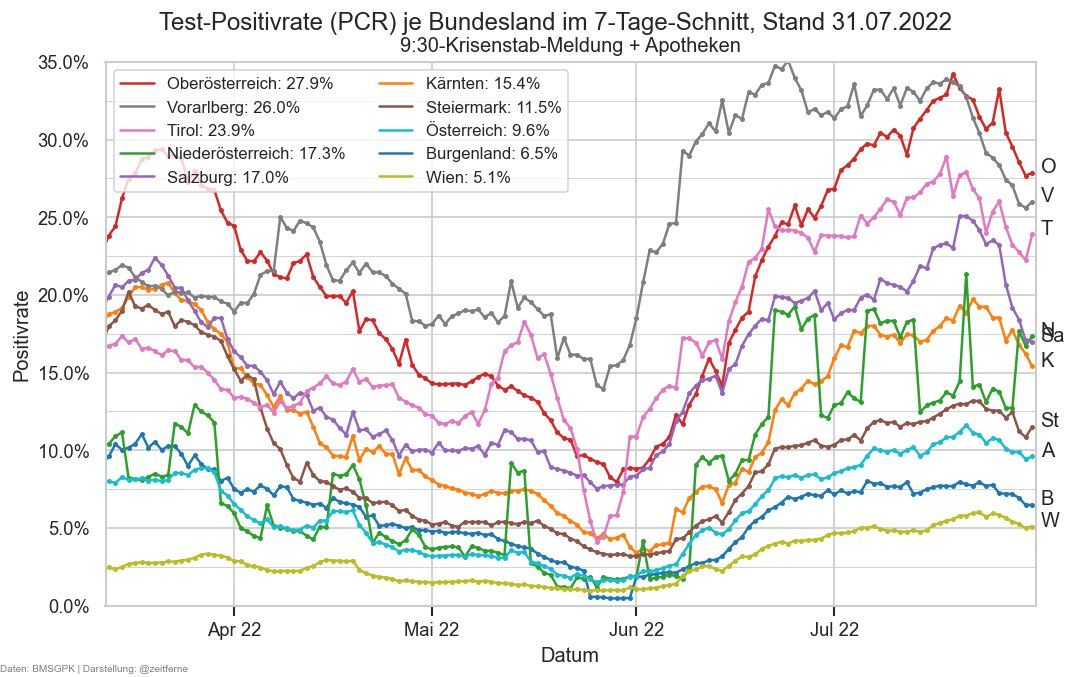 Test-Positivrate (PCR) je Bundesland im 7-Tage-Schnitt, Stand 31.07.2022
9:30-Krisenstab-Meldung + Apotheken
Oberösterreich: 27.9%
Vorarlberg: 26.0%
Tirol: 23.9%
Niederösterreich: 17.3%
Salzburg: 17.0%
Kärnten: 15.4%
Steiermark: 11.5%
Österreich: 9.6%
Burgenland: 6.5%
Wien: 5.1%
Positivrate
35.0%
30.0%
25.0%
20.0%
15.0%
10.0%
5.0%
0.0%
O
V
T
N
Sa
K
St
A
B
W
Apr 22
Mai 22
Jun 22
Jul 22
Datum
Daten: BMSGPK | Darstellung: @zeitferne